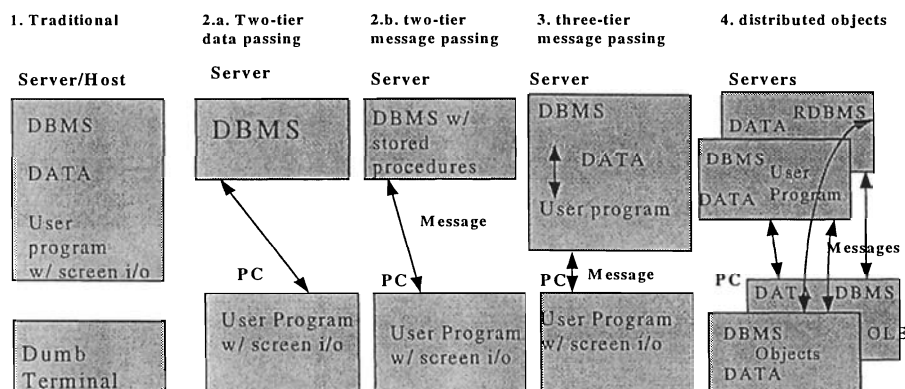 1. Traditional
Server/Host
DBMS
DATA
User
program
w/ screen i/o
Dumb
Terminal
2.a. Two-tier
data passing
Server
DBMS
PC
User Program
w/ screen i/o
2.b. two-tier
message passing
Server
DBMS w/
stored
procedures
Message
PC
User Program
w/ screen i/o
3. three-tier
message passing
Server
DBMS
DATA
User program
PC
Message
User Program
w/ screen i/o
4. distributed objects
Servers
RDBMS
DATA
DBMS
User
Program
DATA
Messages
PC
DATA
DBMS
OLE
DBMS
Objects
DATA